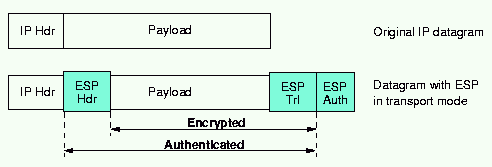 IP Hdr Payload Original IP datagram
IP Hdr ESP Hdr Payload ESP Trl ESP Auth Datagram with ESP in transport mode
Encrypted
Authenticated